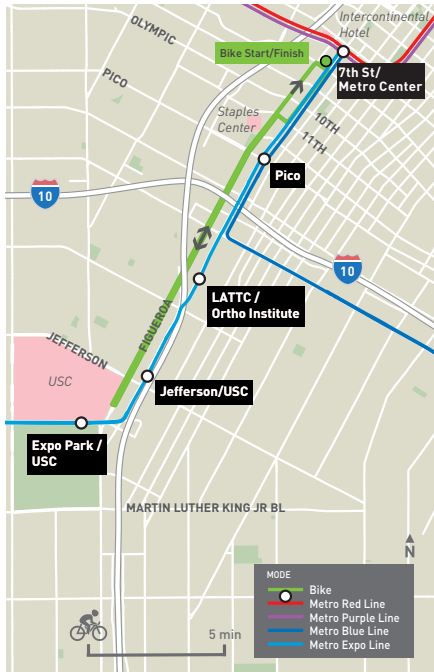 Intercontinental
Hotel
OLYMPIC
Bike Start/Finish
7th St/
Metro Center
PICO
Staples
Center
10TH
11TH
Pico
10
10
LATTC /
Ortho Institute
FIGUEROA
JEFFERSON
USC
Jefferson/USC
Expo Park /
USC
MARTIN LUTHER KING JR BL
N
MODE
Bike
Metro Red Line
Metro Purple Line
Metro Blue Line
Metro Expo Line
5 min